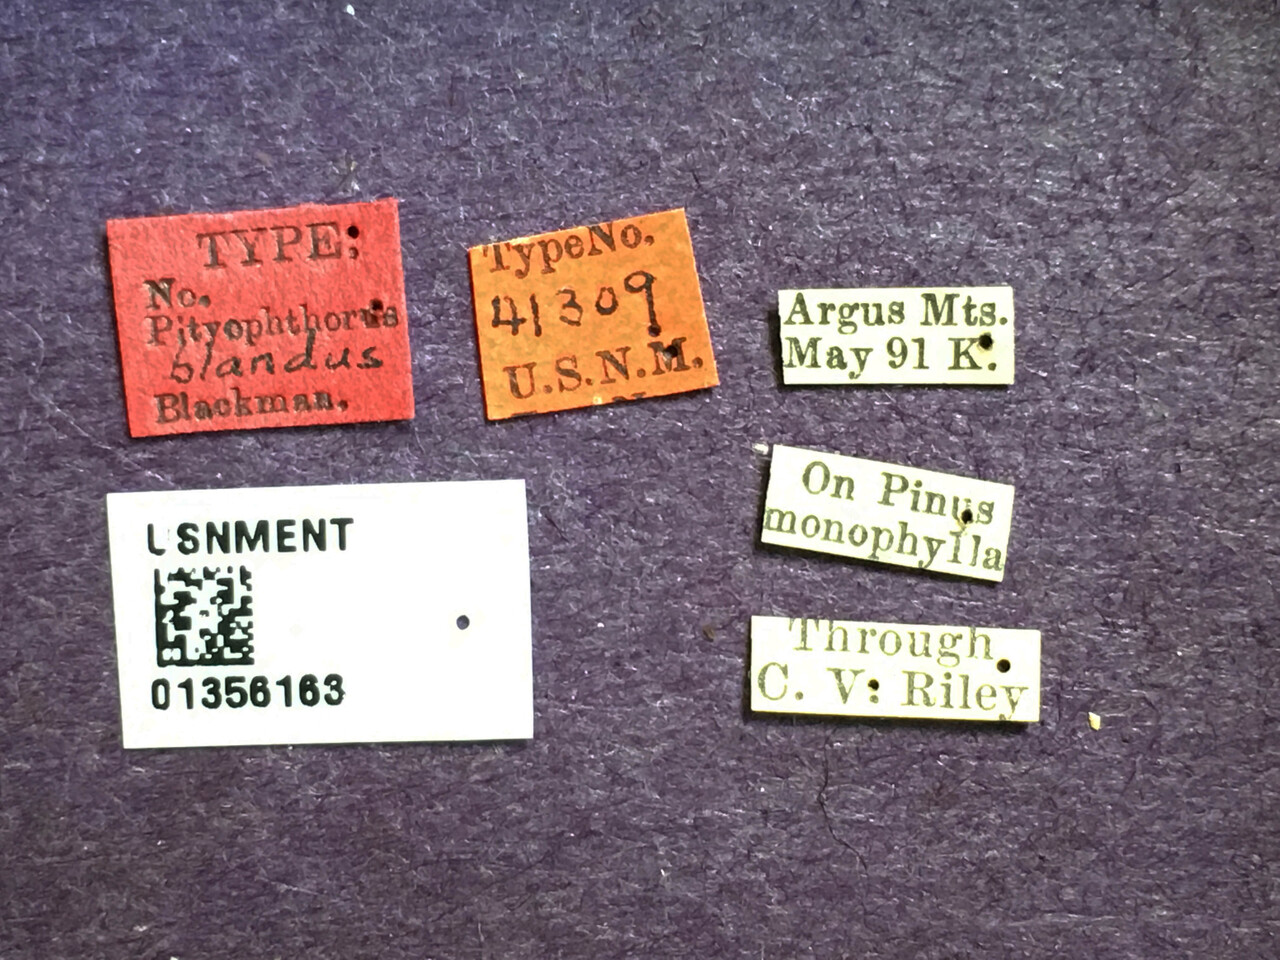 TYPE;
No.
Pityophthorus
blandus
Blackman.
TypeNo.
41309
U.S.N.M.
Argus Mts.
May 91 K.
On Pinus
monophylla
Through
C. V. Riley
USNMENT
01356163